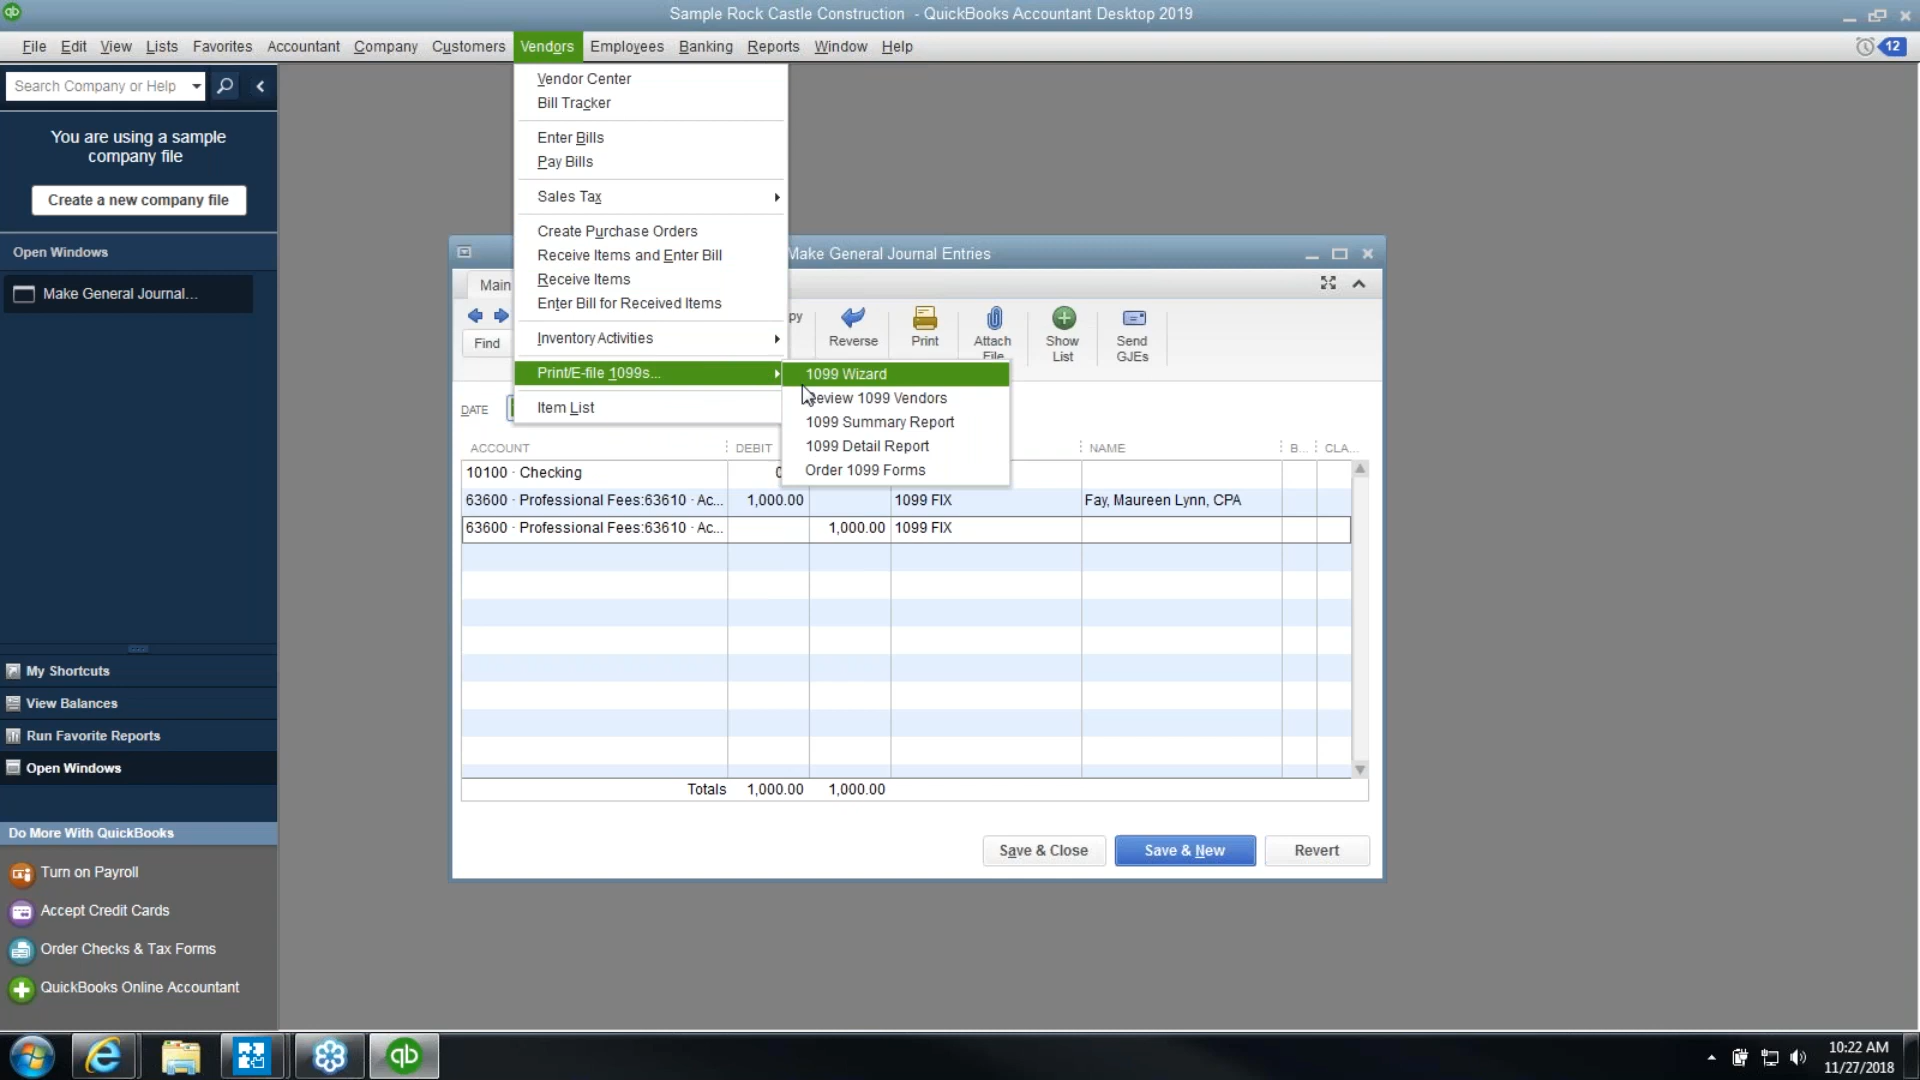 Sample Rock Castle Construction - QuickBooks Accountant Desktop 2019
File Edit View Lists Favorites Accountant Company Customers Vendors Employees Banking Reports Window Help
12
Search Company or Help
You are using a sample
company file
Create a new company file
Open Windows
Make General Journal...
My Shortcuts
View Balances
Run Favorite Reports
Open Windows
Do More With QuickBooks
Turn on Payroll
Accept Credit Cards
Order Checks & Tax Forms
QuickBooks Online Accountant
Vendor Center
Bill Tracker
Enter Bills
Pay Bills
Sales Tax
Create Purchase Orders
Receive Items and Enter Bill
Receive Items
Enter Bill for Received Items
Inventory Activities
Print/E-file 1099s...
Item List
1099 Wizard
Review 1099 Vendors
1099 Summary Report
1099 Detail Report
Order 1099 Forms
Make General Journal Entries
Main
Find
Reverse
Print
Attach
File
Show
List
Send
GJEs
DATE
ACCOUNT DEBIT NAME B... CLA...
10100 · Checking
63600 · Professional Fees:63610 · Ac... 1,000.00 1099 FIX Fay, Maureen Lynn, CPA
63600 · Professional Fees:63610 · Ac... 1,000.00 1099 FIX
Totals 1,000.00 1,000.00
Save & Close Save & New Revert
qb
10:22 AM
11/27/2018